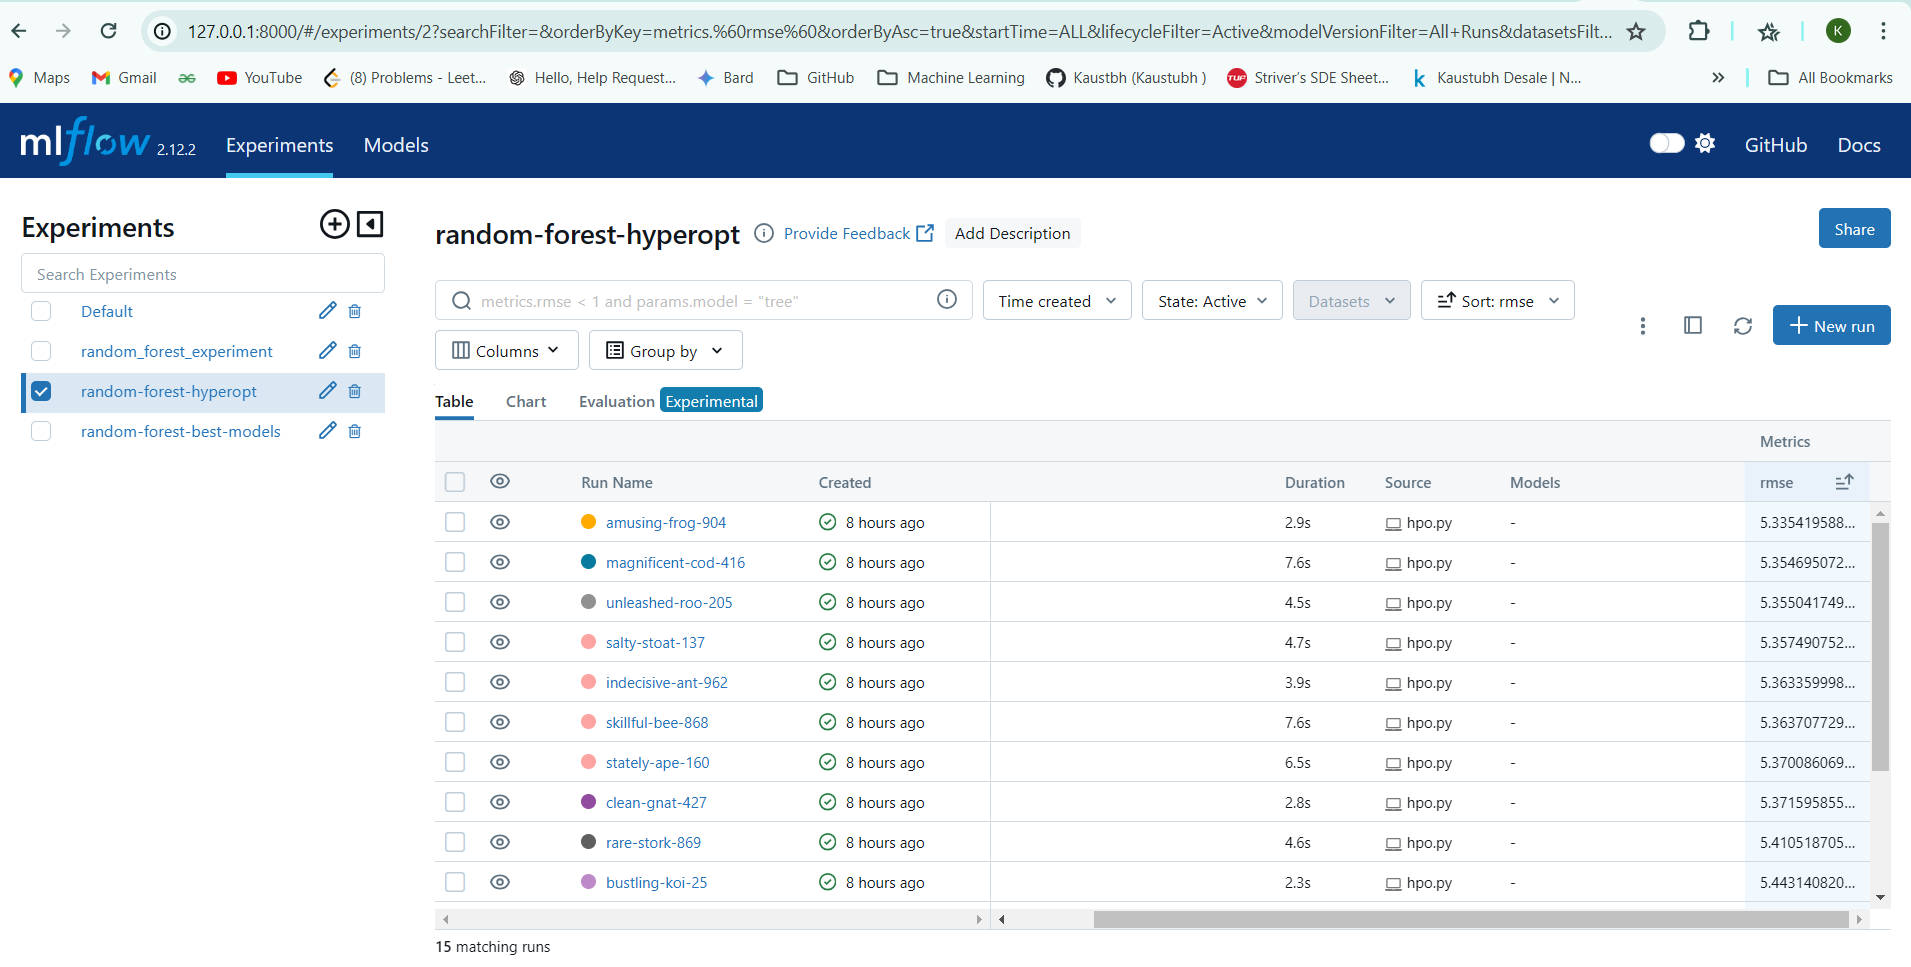 127.0.0.1:8000/#/experiments/2?searchFilter=&orderByKey=metrics.%60rmse%60&orderByAsc=true&startTime=ALL&lifecycleFilter=Active&modelVersionFilter=All+Runs&datasetsFilt...
K
Maps Gmail YouTube (8) Problems - Leet... Hello, Help Request... Bard GitHub Machine Learning Kaustbh (Kaustubh ) TUF Striver's SDE Sheet... k Kaustubh Desale | N... » All Bookmarks
mlflow 2.12.2 Experiments Models GitHub Docs
Experiments
Search Experiments
Default
random_forest_experiment
random-forest-hyperopt
random-forest-best-models
random-forest-hyperopt Provide Feedback Add Description Share
metrics.rmse < 1 and params.model = "tree" Time created State: Active Datasets Sort: rmse
Columns Group by + New run
Table Chart Evaluation Experimental
Metrics
Run Name Created Duration Source Models rmse
amusing-frog-904 8 hours ago 2.9s hpo.py - 5.335419588...
magnificent-cod-416 8 hours ago 7.6s hpo.py - 5.354695072...
unleashed-roo-205 8 hours ago 4.5s hpo.py - 5.355041749...
salty-stoat-137 8 hours ago 4.7s hpo.py - 5.357490752...
indecisive-ant-962 8 hours ago 3.9s hpo.py - 5.363359998...
skillful-bee-868 8 hours ago 7.6s hpo.py - 5.363707729...
stately-ape-160 8 hours ago 6.5s hpo.py - 5.370086069...
clean-gnat-427 8 hours ago 2.8s hpo.py - 5.371595855...
rare-stork-869 8 hours ago 4.6s hpo.py - 5.410518705...
bustling-koi-25 8 hours ago 2.3s hpo.py - 5.443140820...
15 matching runs